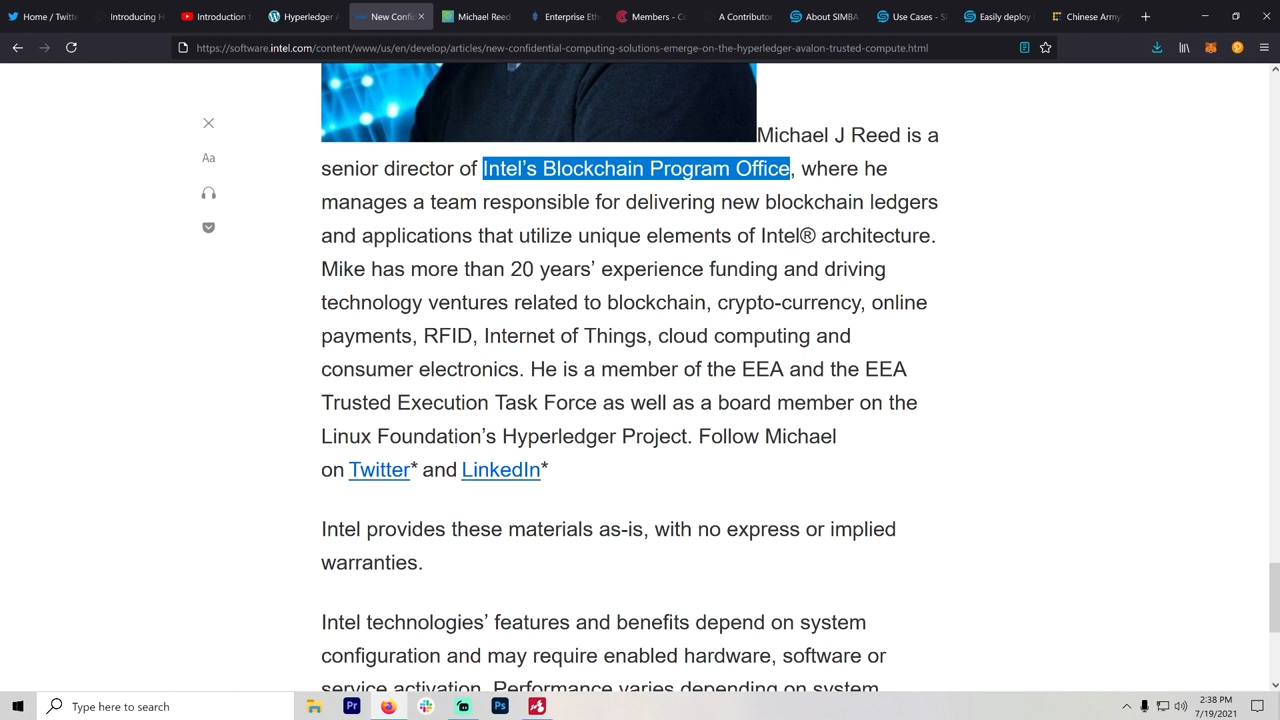 Home / Twitte
Introducing H
Introduction t
Hyperledger A
New Confid
Michael Reed
Enterprise Eth
Members - Co
A Contributor
About SIMBA
Use Cases - Si
Easily deploy
Chinese Army
https://software.intel.com/content/www/us/en/develop/articles/new-confidential-computing-solutions-emerge-on-the-hyperledger-avalon-trusted-compute.html
Aa
Michael J Reed is a
senior director of Intel’s Blockchain Program Office, where he
manages a team responsible for delivering new blockchain ledgers
and applications that utilize unique elements of Intel® architecture.
Mike has more than 20 years’ experience funding and driving
technology ventures related to blockchain, crypto-currency, online
payments, RFID, Internet of Things, cloud computing and
consumer electronics. He is a member of the EEA and the EEA
Trusted Execution Task Force as well as a board member on the
Linux Foundation’s Hyperledger Project. Follow Michael
on Twitter* and LinkedIn*
Intel provides these materials as-is, with no express or implied
warranties.
Intel technologies’ features and benefits depend on system
configuration and may require enabled hardware, software or
service activation. Performance varies depending on system
Type here to search
Pr
Ps
2:38 PM
7/19/2021